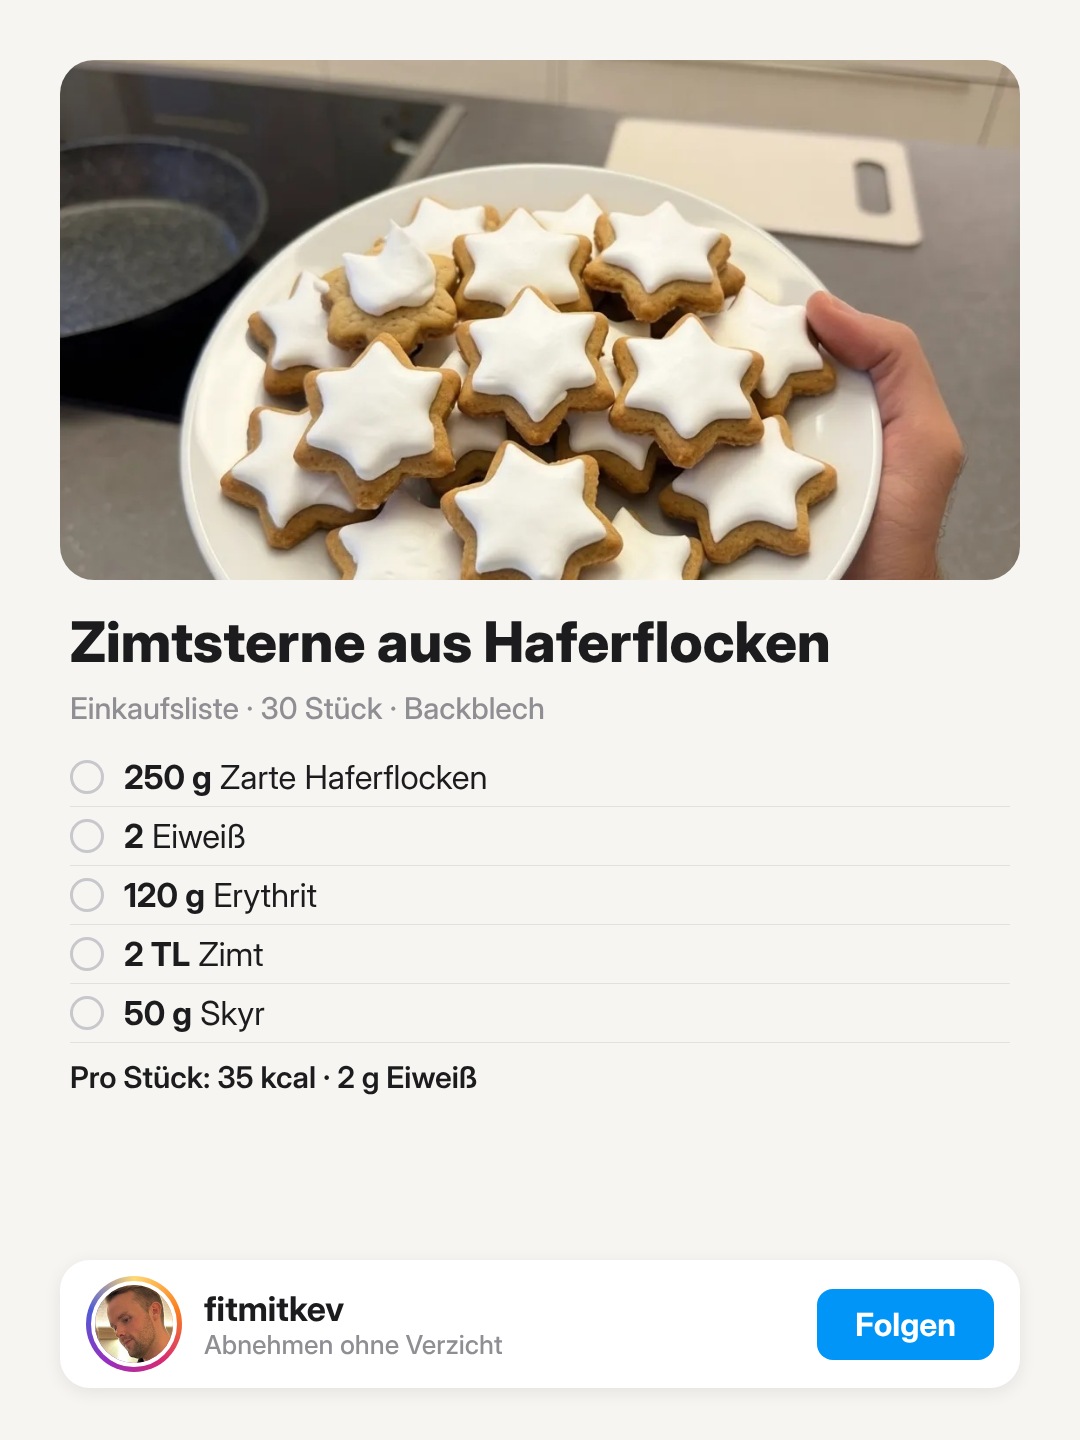 Zimtsterne aus Haferflocken
Einkaufsliste · 30 Stück · Backblech
250 g Zarte Haferflocken
2 Eiweiß
120 g Erythrit
2 TL Zimt
50 g Skyr
Pro Stück: 35 kcal · 2 g Eiweiß
fitmitkev
Abnehmen ohne Verzicht
Folgen